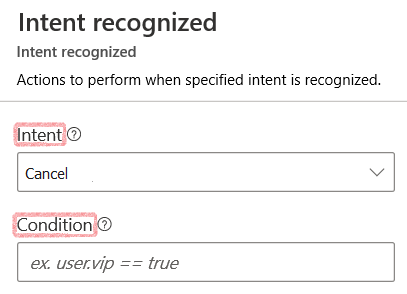 Intent recognized
Intent recognized
Actions to perform when specified intent is recognized.
Intent
Cancel
Condition
ex. user.vip == true